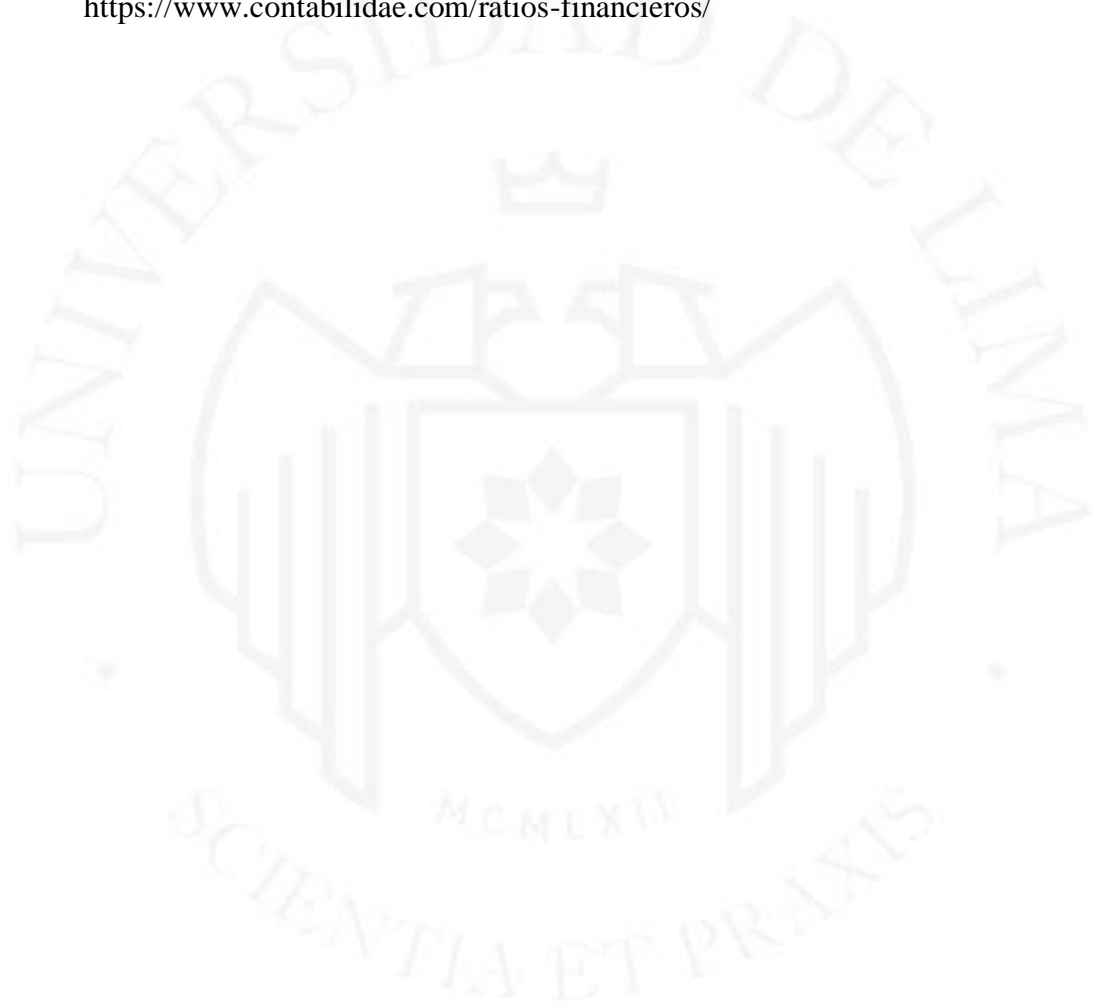 https://www.contabilidae.com/ratios-financieros/
UNIVERSIDAD DE LIMA
MCMLXII
SCIENTIA ET PRAXIS